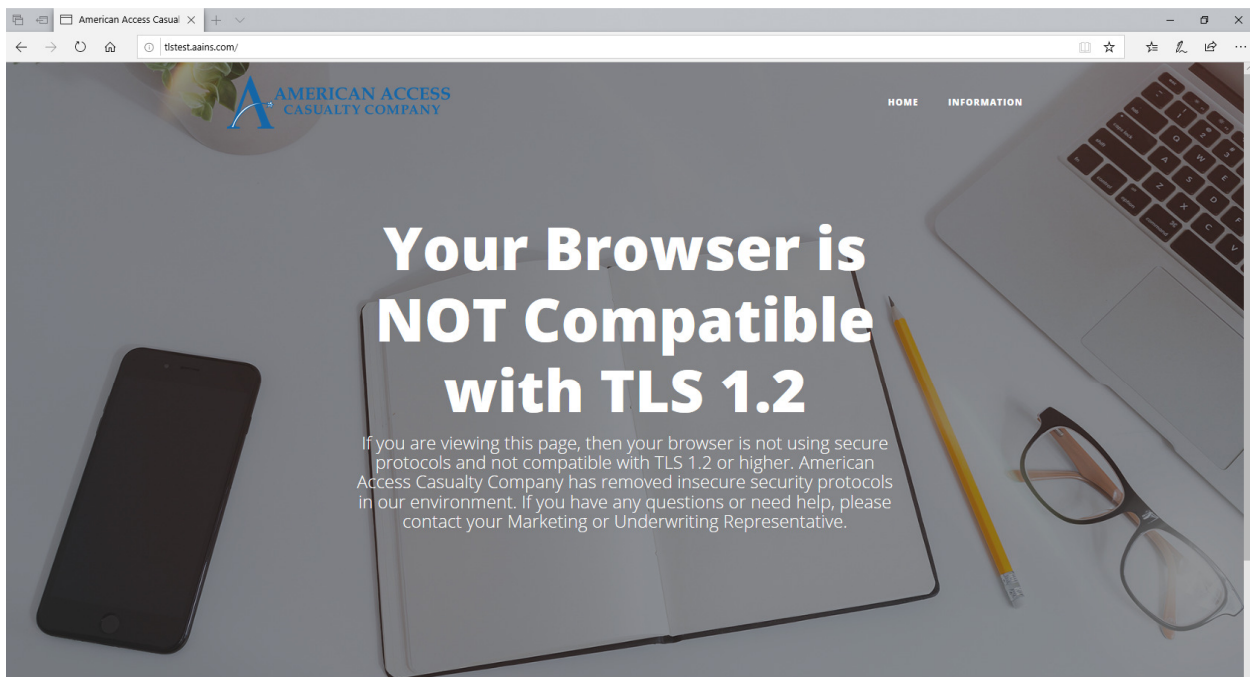 American Access Casual
tlstest.aains.com/
AMERICAN ACCESS
CASUALTY COMPANY
HOME INFORMATION
Your Browser is
NOT Compatible
with TLS 1.2
If you are viewing this page, then your browser is not using secure
protocols and not compatible with TLS 1.2 or higher. American
Access Casualty Company has removed insecure security protocols
in our environment. If you have any questions or need help, please
contact your Marketing or Underwriting Representative.